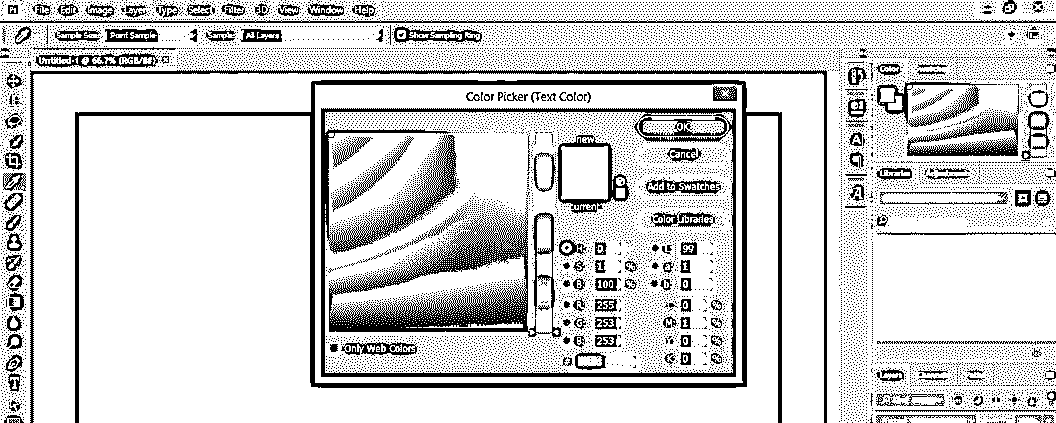 File Edit Image Layer Type Select Filter 3D View Window Help
Sample Size: Point Sample Sample: All Layers Show Sampling Ring
Untitled-1 @ 66.7% (RGB/8#)
Color Picker (Text Color)
Color
new
OK
Cancel
Add to Swatches
current
Color Libraries
Libraries
H: 0 L: 99
S: 1 % a: 1
B: 100 % b: 0
R: 255 0 %
G: 253 M: 1 %
B: 253 Y: 0 %
K: 0 %
Only Web Colors
Layers